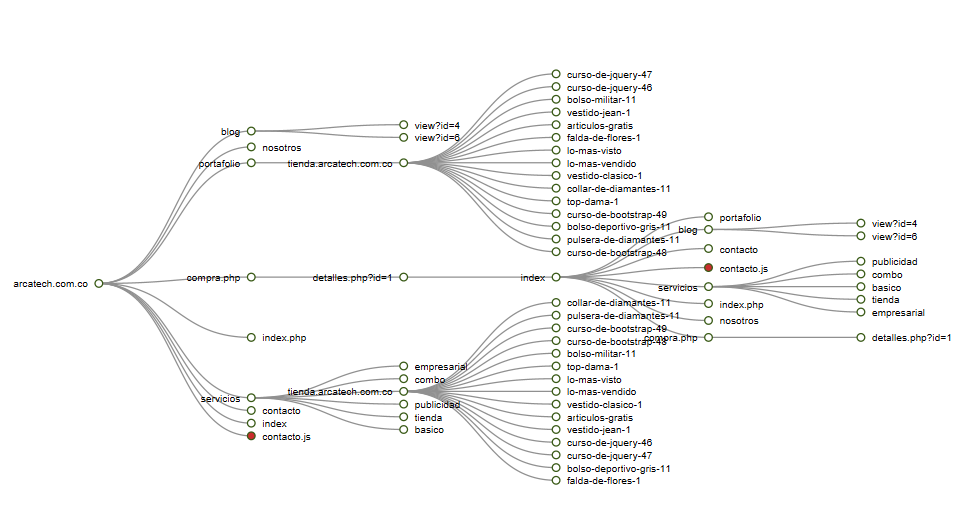 arcatech.com.co
blog
nosotros
portafolio
compra.php
index.php
servicios
contacto
index
contacto.js
view?id=4
view?id=6
tienda.arcatech.com.co
detalles.php?id=1
empresarial
combo
tienda.arcatech.com.co
publicidad
tienda
basico
curso-de-jquery-47
curso-de-jquery-46
bolso-militar-11
vestido-jean-1
articulos-gratis
falda-de-flores-1
lo-mas-visto
lo-mas-vendido
vestido-clasico-1
collar-de-diamantes-11
top-dama-1
curso-de-bootstrap-49
bolso-deportivo-gris-11
pulsera-de-diamantes-11
curso-de-bootstrap-48
index
collar-de-diamantes-11
pulsera-de-diamantes-11
curso-de-bootstrap-49
curso-de-bootstrap-48
bolso-militar-11
top-dama-1
lo-mas-visto
lo-mas-vendido
vestido-clasico-1
articulos-gratis
vestido-jean-1
curso-de-jquery-46
curso-de-jquery-47
bolso-deportivo-gris-11
falda-de-flores-1
portafolio
blog
contacto
contacto.js
servicios
index.php
nosotros
compra.php
view?id=4
view?id=6
publicidad
combo
basico
tienda
empresarial
detalles.php?id=1